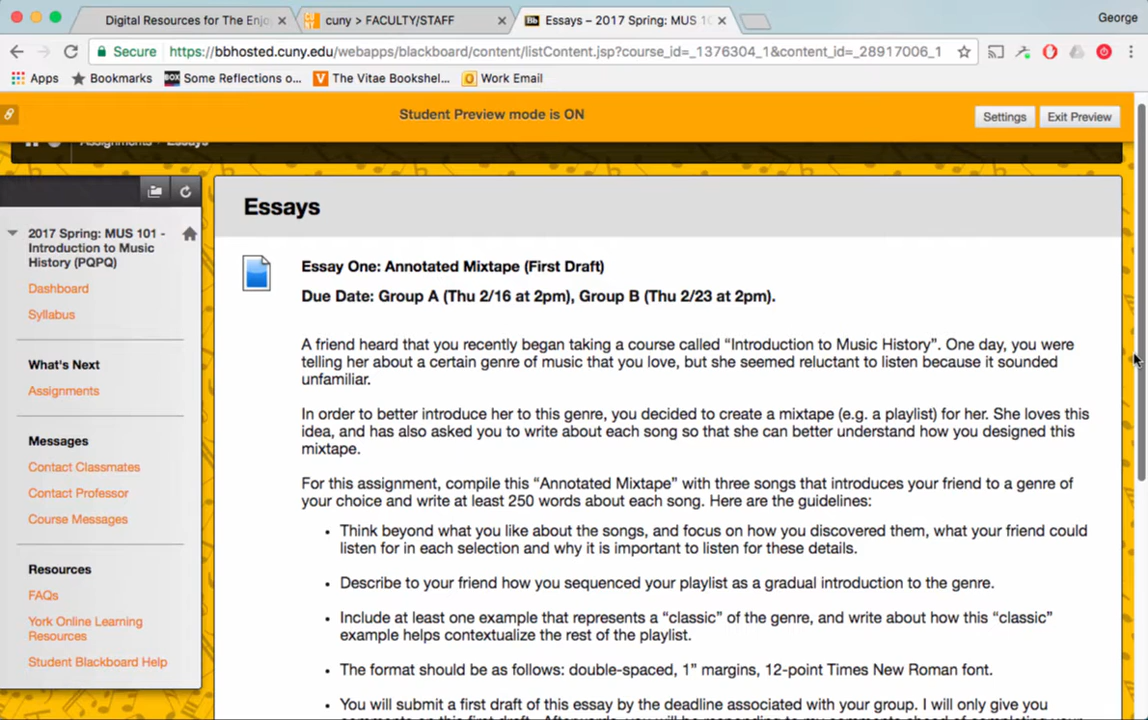 Digital Resources for The Enjoy
cuny > FACULTY/STAFF
Essays – 2017 Spring: MUS 10
George
Secure https://bbhosted.cuny.edu/webapps/blackboard/content/listContent.jsp?course_id=_1376304_1&content_id=_28917006_1
Apps Bookmarks Some Reflections o... The Vitae Bookshel... Work Email
Student Preview mode is ON
Settings
Exit Preview
Assignments Essays
2017 Spring: MUS 101 -
Introduction to Music
History (PQPQ)
Dashboard
Syllabus
What's Next
Assignments
Messages
Contact Classmates
Contact Professor
Course Messages
Resources
FAQs
York Online Learning
Resources
Student Blackboard Help
Essays
Essay One: Annotated Mixtape (First Draft)
Due Date: Group A (Thu 2/16 at 2pm), Group B (Thu 2/23 at 2pm).
A friend heard that you recently began taking a course called “Introduction to Music History”. One day, you were
telling her about a certain genre of music that you love, but she seemed reluctant to listen because it sounded
unfamiliar.
In order to better introduce her to this genre, you decided to create a mixtape (e.g. a playlist) for her. She loves this
idea, and has also asked you to write about each song so that she can better understand how you designed this
mixtape.
For this assignment, compile this “Annotated Mixtape” with three songs that introduces your friend to a genre of
your choice and write at least 250 words about each song. Here are the guidelines:
• Think beyond what you like about the songs, and focus on how you discovered them, what your friend could
listen for in each selection and why it is important to listen for these details.
• Describe to your friend how you sequenced your playlist as a gradual introduction to the genre.
• Include at least one example that represents a “classic” of the genre, and write about how this “classic”
example helps contextualize the rest of the playlist.
• The format should be as follows: double-spaced, 1” margins, 12-point Times New Roman font.
• You will submit a first draft of this essay by the deadline associated with your group. I will only give you